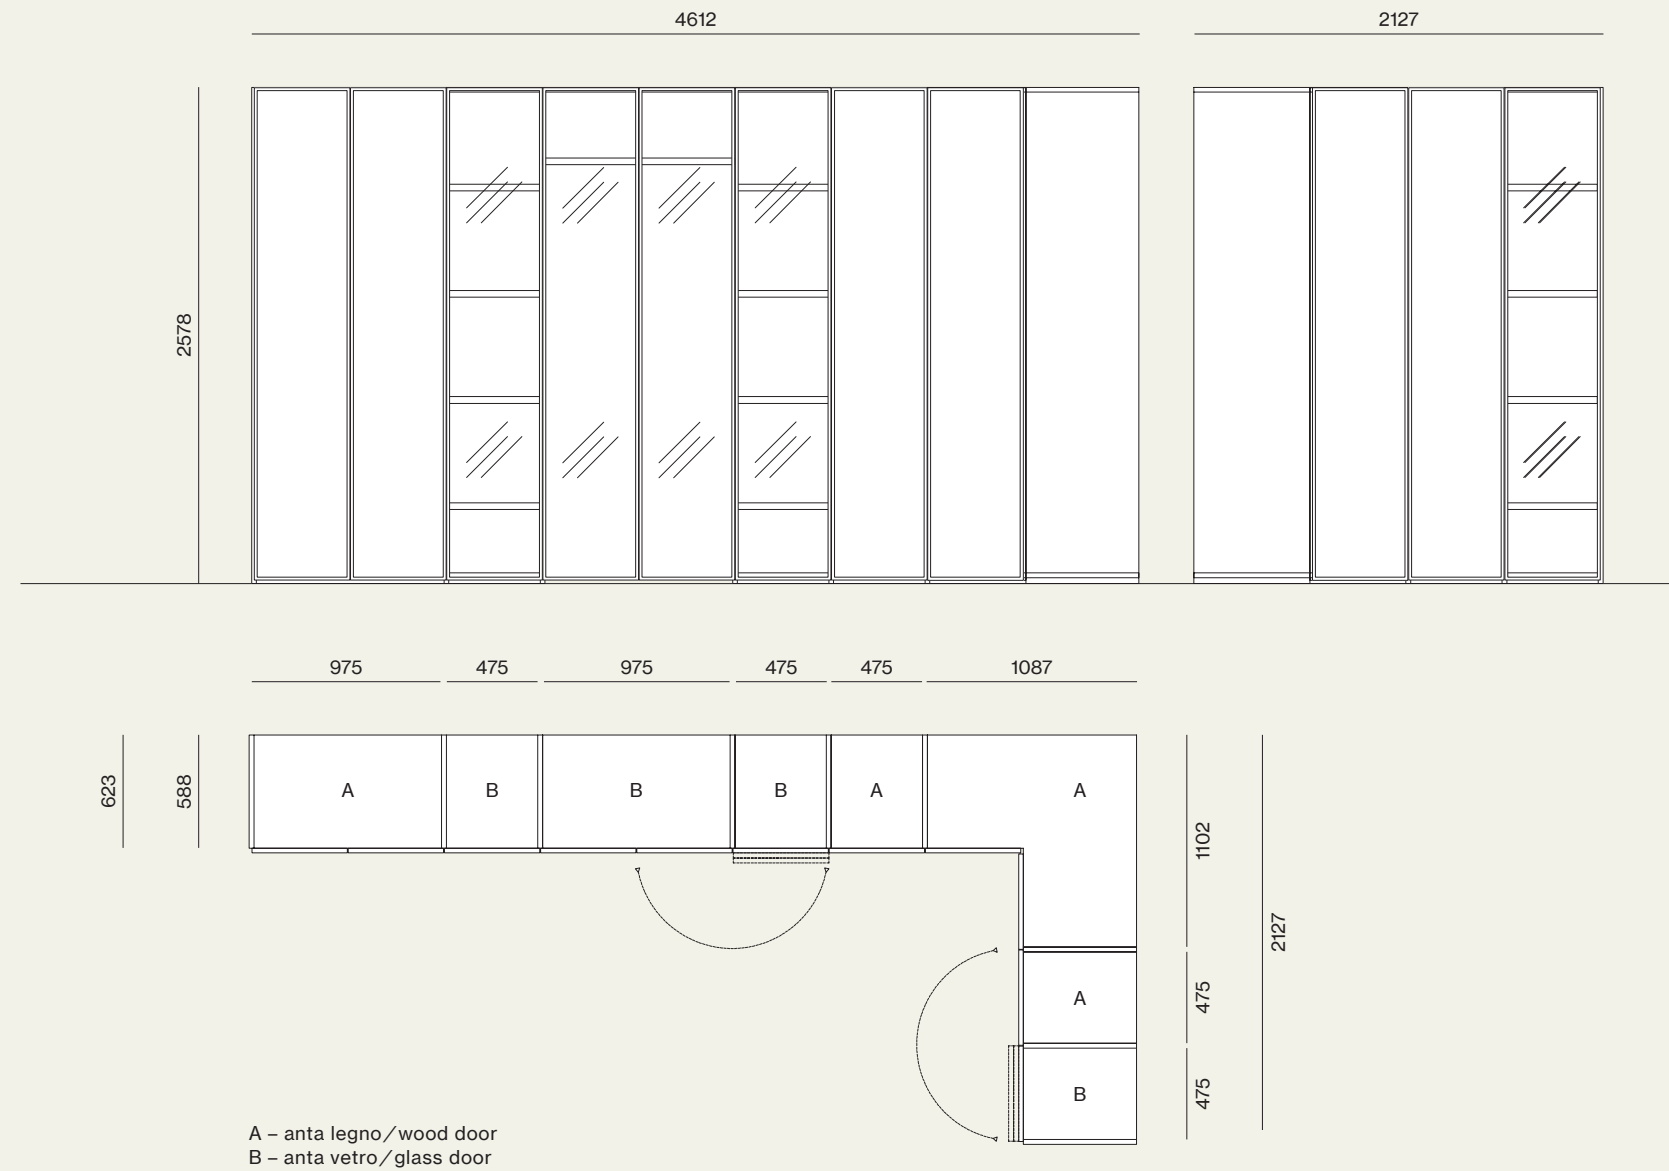 4612 2127
2578
975 475 975 475 475 1087
623 588 A B B B A A
1102
2127
A 475
B 475
A – anta legno/wood door
B – anta vetro/glass door